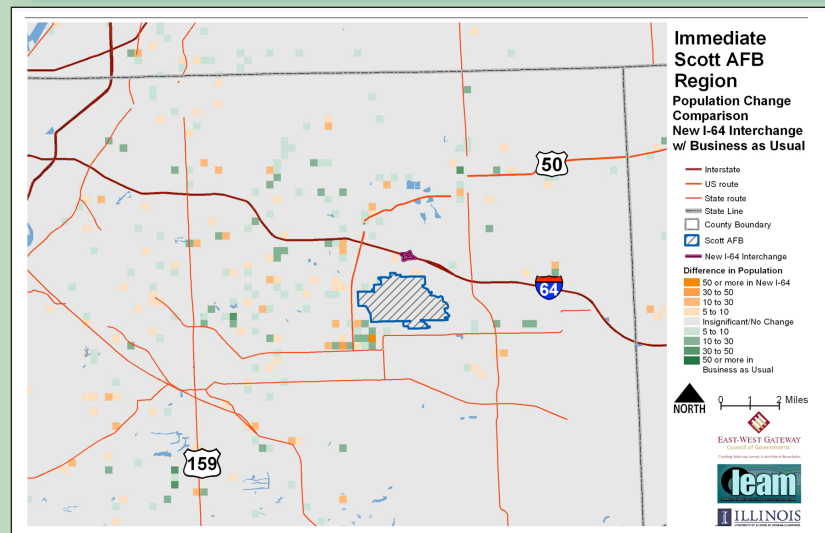 Immediate
Scott AFB
Region
Population Change
Comparison
New I-64 Interchange
w/ Business as Usual
Interstate
US route
State route
State Line
County Boundary
Scott AFB
New I-64 Interchange
Difference in Population
50 or more in New I-64
30 to 50
10 to 30
5 to 10
Insignificant/No Change
5 to 10
10 to 30
30 to 50
50 or more in
Business as Usual
NORTH
0 1 2 Miles
EAST-WEST GATEWAY
Council of Governments
leam
ILLINOIS
50
64
159